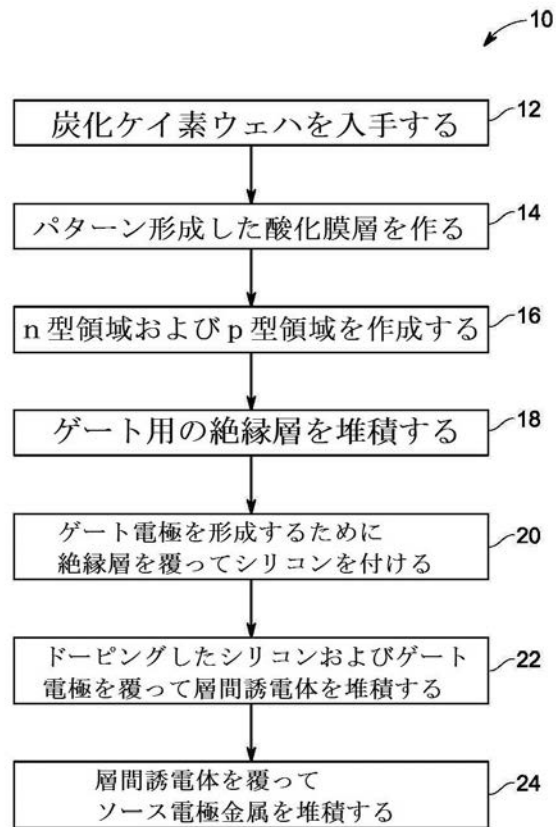 10
炭化ケイ素ウェハを入手する
12
パターン形成した酸化膜層を作る
14
n型領域およびp型領域を作成する
16
ゲート用の絶縁層を堆積する
18
ゲート電極を形成するために
絶縁層を覆ってシリコンを付ける
20
ドーピングしたシリコンおよびゲート
電極を覆って層間誘電体を堆積する
22
層間誘電体を覆って
ソース電極金属を堆積する
24